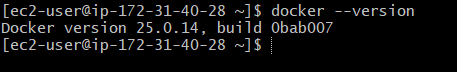 [ec2-user@ip-172-31-40-28 ~]$ docker --version
Docker version 25.0.14, build 0bab007
[ec2-user@ip-172-31-40-28 ~]$